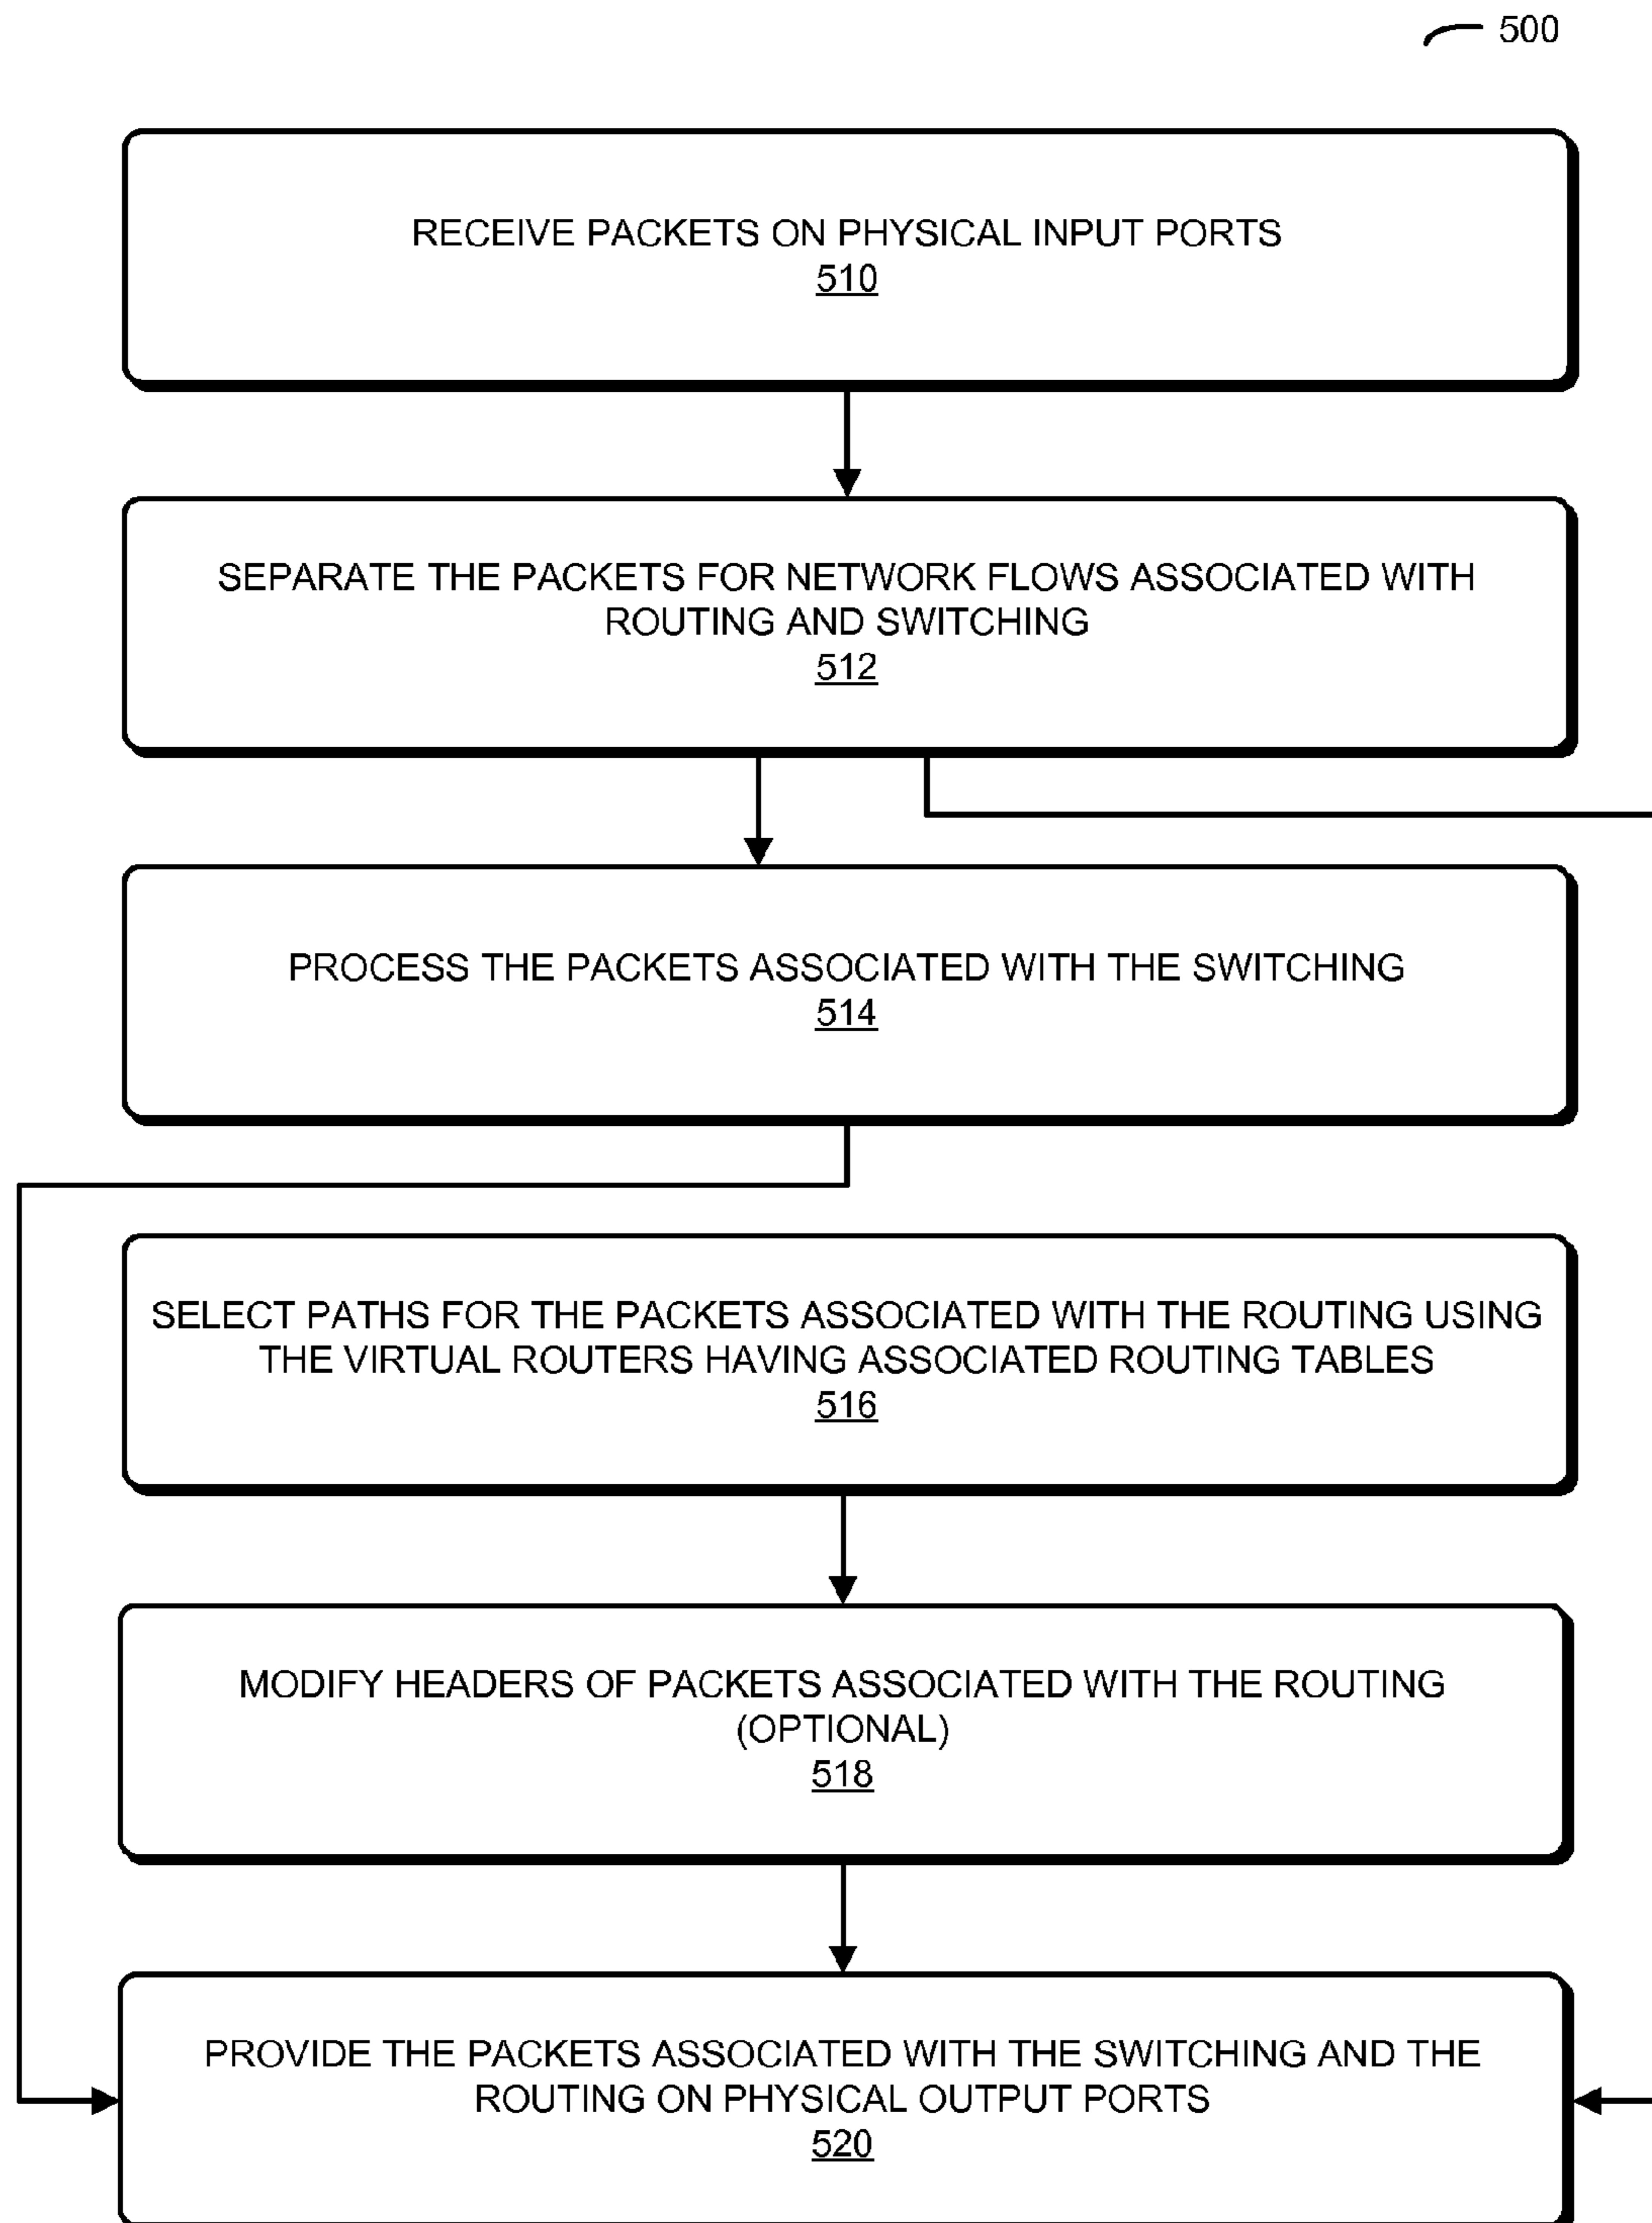 500
RECEIVE PACKETS ON PHYSICAL INPUT PORTS
510
SEPARATE THE PACKETS FOR NETWORK FLOWS ASSOCIATED WITH
ROUTING AND SWITCHING
512
PROCESS THE PACKETS ASSOCIATED WITH THE SWITCHING
514
SELECT PATHS FOR THE PACKETS ASSOCIATED WITH THE ROUTING USING
THE VIRTUAL ROUTERS HAVING ASSOCIATED ROUTING TABLES
516
MODIFY HEADERS OF PACKETS ASSOCIATED WITH THE ROUTING
(OPTIONAL)
518
PROVIDE THE PACKETS ASSOCIATED WITH THE SWITCHING AND THE
ROUTING ON PHYSICAL OUTPUT PORTS
520